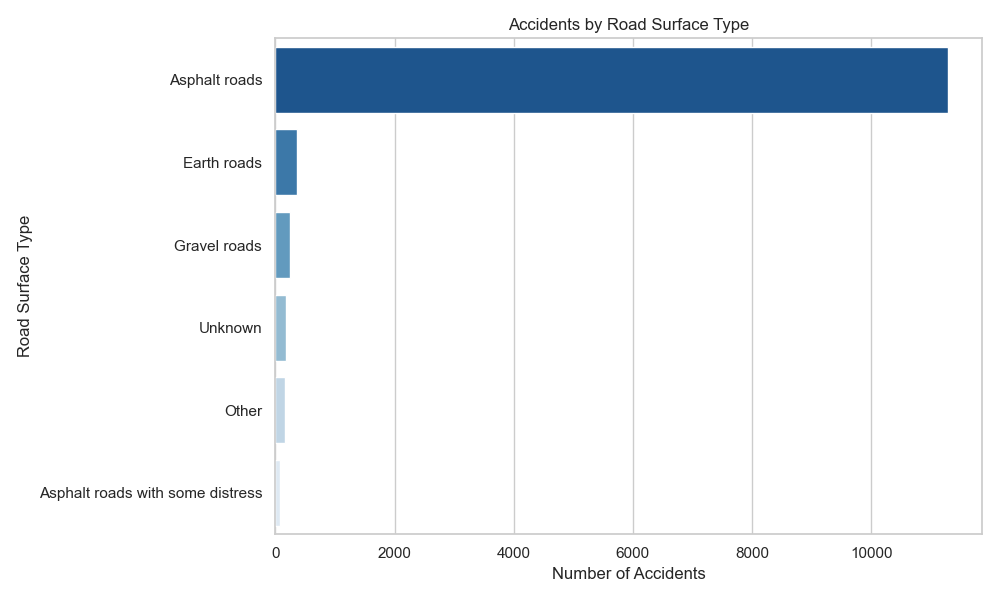 Accidents by Road Surface Type
Asphalt roads
Earth roads
Gravel roads
Unknown
Other
Asphalt roads with some distress
Road Surface Type
0 2000 4000 6000 8000 10000
Number of Accidents